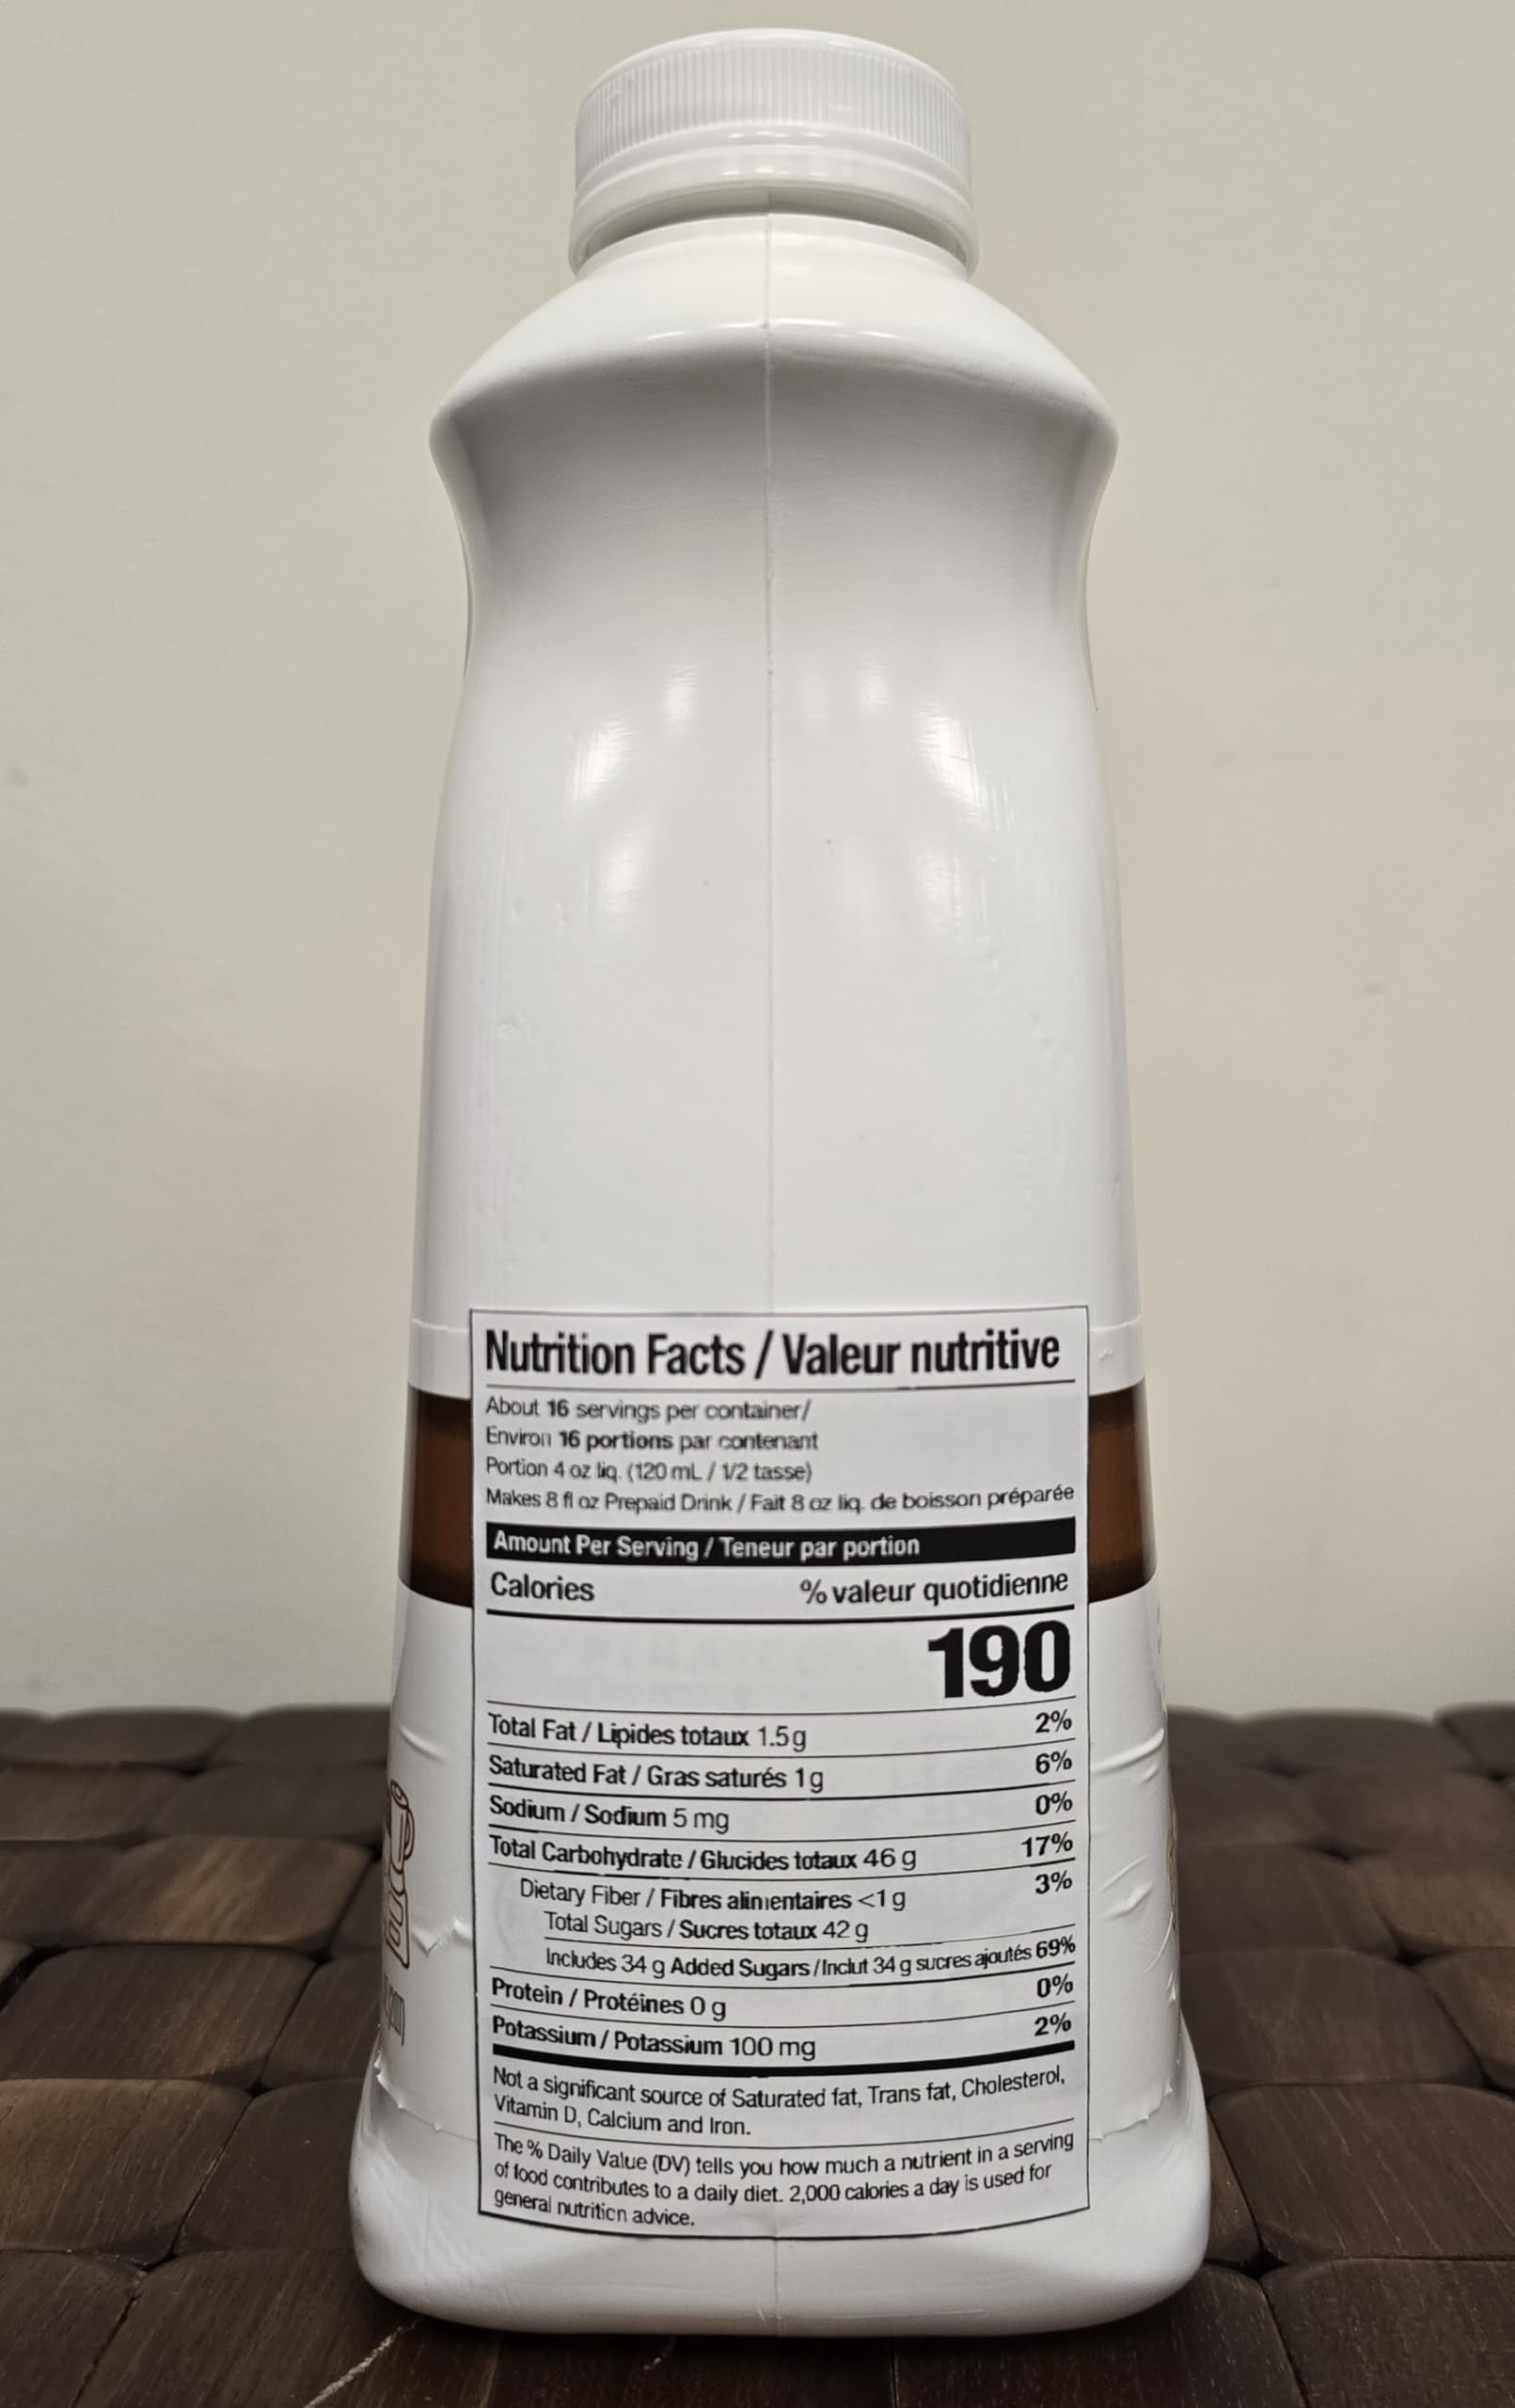 Nutrition Facts / Valeur nutritive
About 16 servings per container/
Environ 16 portions par contenant
Portion 4 oz liq. (120 mL / 1/2 tasse)
Makes 8 fl oz Prepaid Drink / Fait 8 oz liq. de boisson préparée
Amount Per Serving / Teneur par portion
Calories % valeur quotidienne
190
Total Fat / Lipides totaux 1.5 g 2%
Saturated Fat / Gras saturés 1 g 6%
Sodium / Sodium 5 mg 0%
Total Carbohydrate / Glucides totaux 46 g 17%
Dietary Fiber / Fibres alimentaires <1 g 3%
Total Sugars / Sucres totaux 42 g
Includes 34 g Added Sugars / Inclut 34 g sucres ajoutés 69%
Protein / Protéines 0 g 0%
Potassium / Potassium 100 mg 2%
Not a significant source of Saturated fat, Trans fat, Cholesterol,
Vitamin D, Calcium and Iron.
The % Daily Value (DV) tells you how much a nutrient in a serving
of food contributes to a daily diet. 2,000 calories a day is used for
general nutrition advice.